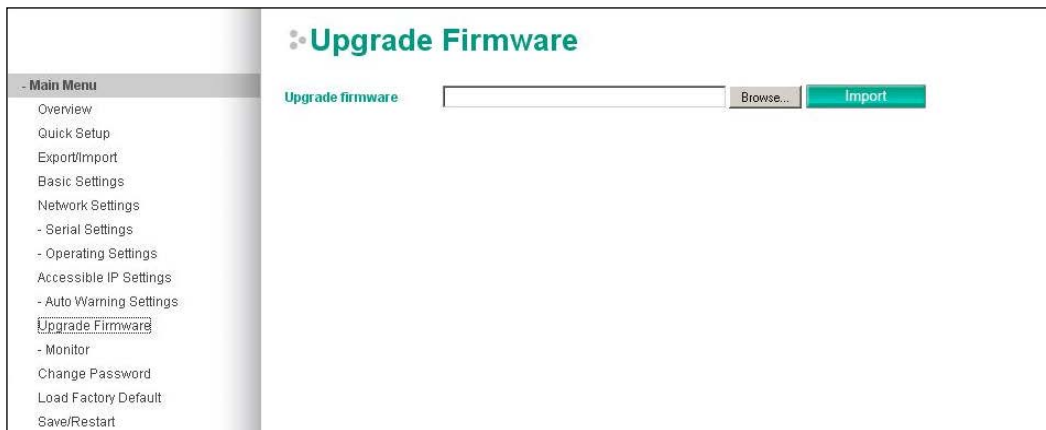 Upgrade Firmware
- Main Menu
Overview
Quick Setup
Export/Import
Basic Settings
Network Settings
- Serial Settings
- Operating Settings
Accessible IP Settings
- Auto Warning Settings
Upgrade Firmware
- Monitor
Change Password
Load Factory Default
Save/Restart
Upgrade firmware Browse... Import